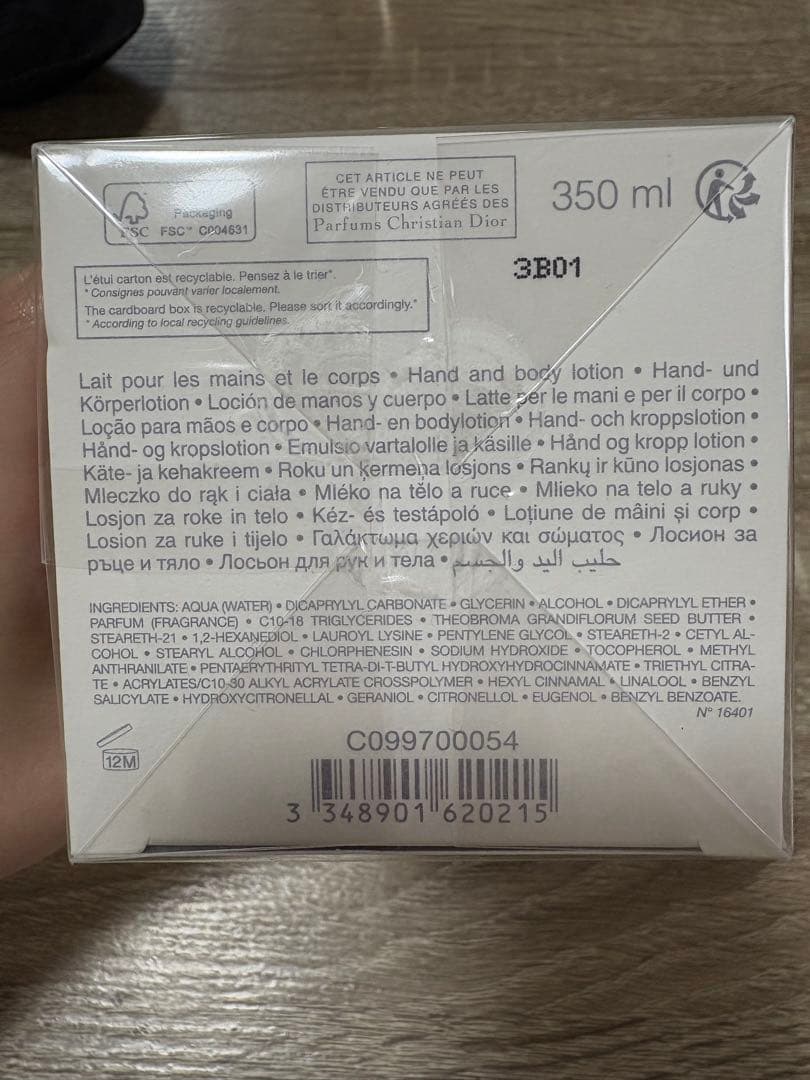 Packaging
FSC FSC™ C004631
CET ARTICLE NE PEUT
ÊTRE VENDU QUE PAR LES
DISTRIBUTEURS AGRÉÉS DES
Parfums Christian Dior
350 ml
3B01
L'étui carton est recyclable. Pensez à le trier*.
* Consignes pouvant varier localement.
The cardboard box is recyclable. Please sort it accordingly.*
* According to local recycling guidelines.
Lait pour les mains et le corps • Hand and body lotion • Hand- und
Körperlotion • Loción de manos y cuerpo • Latte per le mani e per il corpo •
Loção para mãos e corpo • Hand- en bodylotion • Hand- och kroppslotion •
Hånd- og kropslotion • Emulsio vartalolle ja käsille • Hånd og kropp lotion •
Käte- ja kehakreem • Roku un ķermeņa losjons • Rankų ir kūno losjonas •
Mleczko do rąk i ciała • Mléko na tělo a ruce • Mlieko na telo a ruky •
Losjon za roke in telo • Kéz- és testápoló • Loțiune de mâini și corp •
Losion za ruke i tijelo • Γαλάκτωμα χεριών και σώματος • Лосион за
ръце и тяло • Лосьон для рук и тела • حليب اليد والجسم
INGREDIENTS: AQUA (WATER) • DICAPRYLYL CARBONATE • GLYCERIN • ALCOHOL • DICAPRYLYL ETHER •
PARFUM (FRAGRANCE) • C10-18 TRIGLYCERIDES • THEOBROMA GRANDIFLORUM SEED BUTTER •
STEARETH-21 • 1,2-HEXANEDIOL • LAUROYL LYSINE • PENTYLENE GLYCOL • STEARETH-2 • CETYL AL-
COHOL • STEARYL ALCOHOL • CHLORPHENESIN • SODIUM HYDROXIDE • TOCOPHEROL • METHYL
ANTHRANILATE • PENTAERYTHRITYL TETRA-DI-T-BUTYL HYDROXYHYDROCINNAMATE • TRIETHYL CITRA-
TE • ACRYLATES/C10-30 ALKYL ACRYLATE CROSSPOLYMER • HEXYL CINNAMAL • LINALOOL • BENZYL
SALICYLATE • HYDROXYCITRONELLAL • GERANIOL • CITRONELLOL • EUGENOL • BENZYL BENZOATE.
N° 16401
12M
C099700054
3 348901 620215